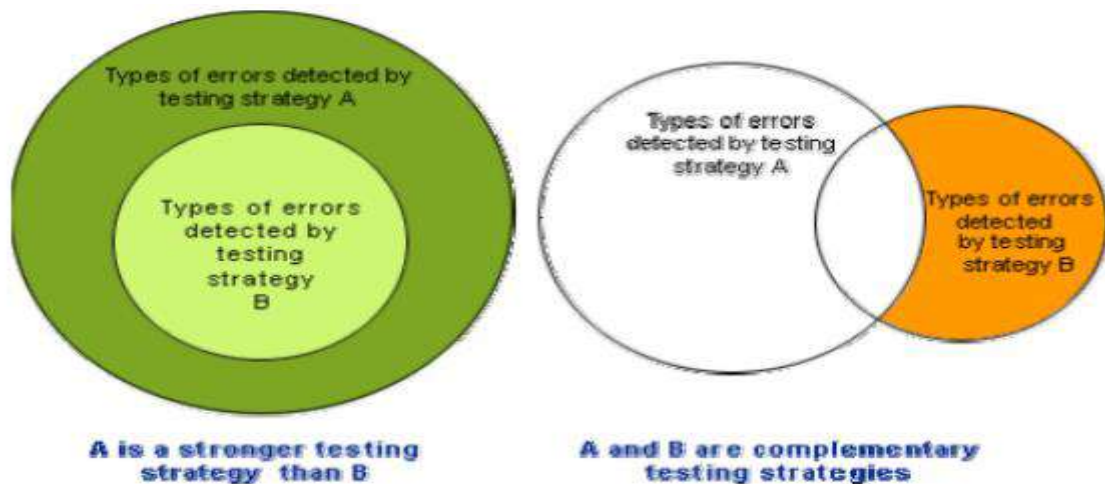 Types of errors detected by
testing strategy A
Types of errors
detected by
testing
strategy
B
A is a stronger testing
strategy than B
Types of errors
detected by testing
strategy A
Types of errors
detected
by testing
strategy B
A and B are complementary
testing strategies